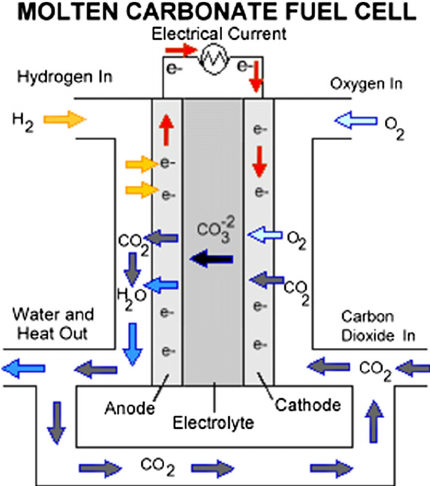 MOLTEN CARBONATE FUEL CELL
Electrical Current
e-
e-
Hydrogen In
Oxygen In
H2
O2
e-
e-
e-
e-
e-
CO3-2
CO2
O2
H2O
CO2
e-
e-
e-
e-
e-
e-
Water and
Heat Out
Carbon
Dioxide In
CO2
Anode
Cathode
Electrolyte
CO2